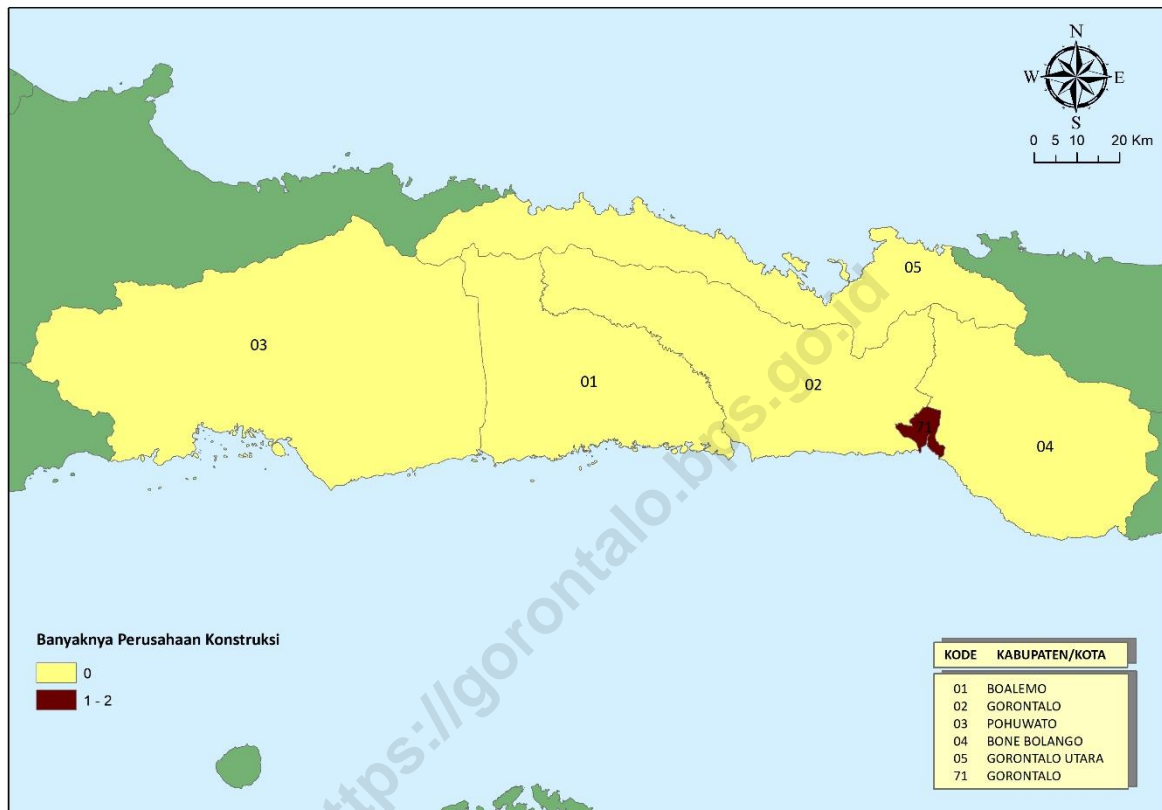 N
W E
S
0 5 10 20 Km
05
03
01
02
71
04
https://gorontalo.bps.go.id
Banyaknya Perusahaan Konstruksi
0
1 - 2
KODE KABUPATEN/KOTA
01 BOALEMO
02 GORONTALO
03 POHUWATO
04 BONE BOLANGO
05 GORONTALO UTARA
71 GORONTALO